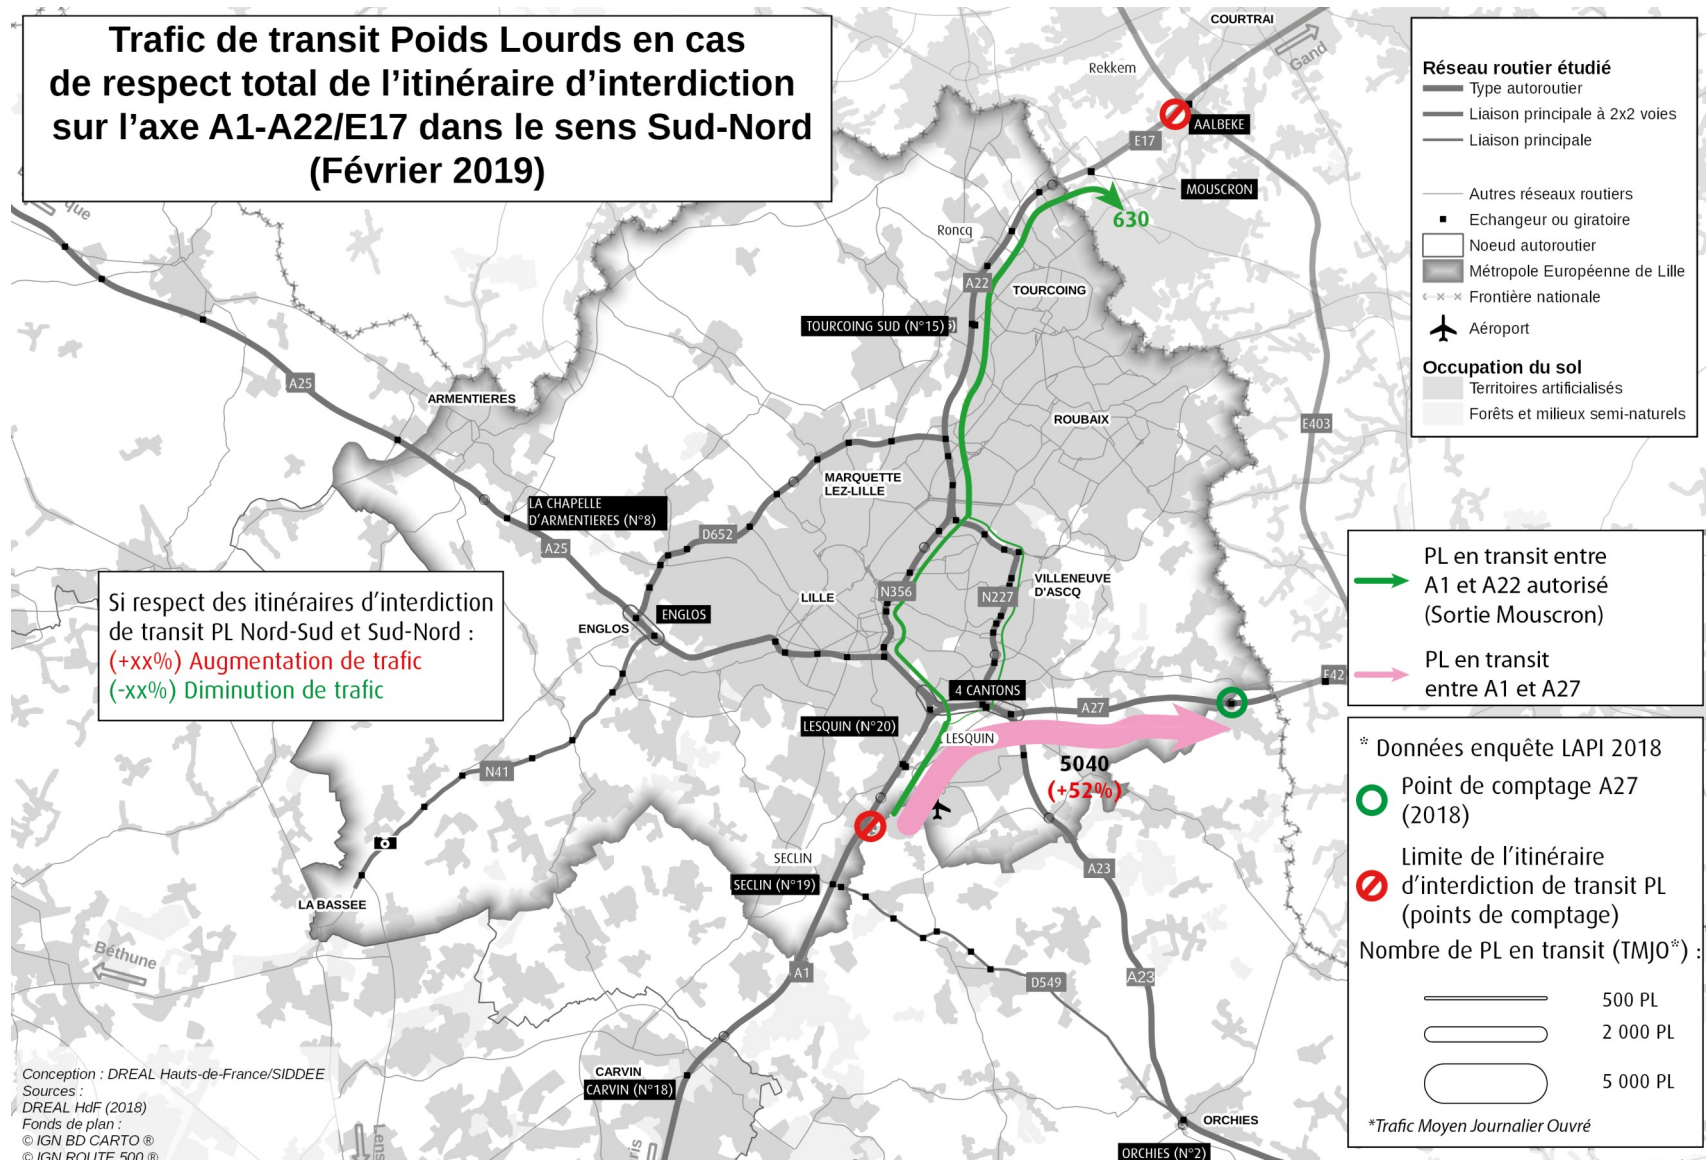 Trafic de transit Poids Lourds en cas
de respect total de l'itinéraire d'interdiction
sur l'axe A1-A22/E17 dans le sens Sud-Nord
(Février 2019)
COURTRAI
Gand
Rekkem
AALBEKE
E17
MOUSCRON
630
Roncq
A22
TOURCOING
TOURCOING SUD (N°15)
que
A25
ARMENTIERES
ROUBAIX
E403
MARQUETTE
LEZ-LILLE
LA CHAPELLE
D'ARMENTIERES (N°8)
A25
D652
VILLENEUVE
D'ASCQ
N356
N227
LILLE
ENGLOS
ENGLOS
4 CANTONS
A27
E42
LESQUIN (N°20)
LESQUIN
5040
(+52%)
N41
A23
SECLIN
SECLIN (N°19)
LA BASSEE
Béthune
A1
D549
A23
CARVIN
CARVIN (N°18)
ORCHIES
ORCHIES (N°2)
Lens
ris
Si respect des itinéraires d'interdiction
de transit PL Nord-Sud et Sud-Nord :
(+xx%) Augmentation de trafic
(-xx%) Diminution de trafic
Conception : DREAL Hauts-de-France/SIDDEE
Sources :
DREAL HdF (2018)
Fonds de plan :
© IGN BD CARTO ®
© IGN ROUTE 500 ®
Réseau routier étudié
Type autoroutier
Liaison principale à 2x2 voies
Liaison principale
Autres réseaux routiers
Echangeur ou giratoire
Noeud autoroutier
Métropole Européenne de Lille
Frontière nationale
Aéroport
Occupation du sol
Territoires artificialisés
Forêts et milieux semi-naturels
PL en transit entre
A1 et A22 autorisé
(Sortie Mouscron)
PL en transit
entre A1 et A27
* Données enquête LAPI 2018
Point de comptage A27
(2018)
Limite de l'itinéraire
d'interdiction de transit PL
(points de comptage)
Nombre de PL en transit (TMJO*) :
500 PL
2 000 PL
5 000 PL
*Trafic Moyen Journalier Ouvré